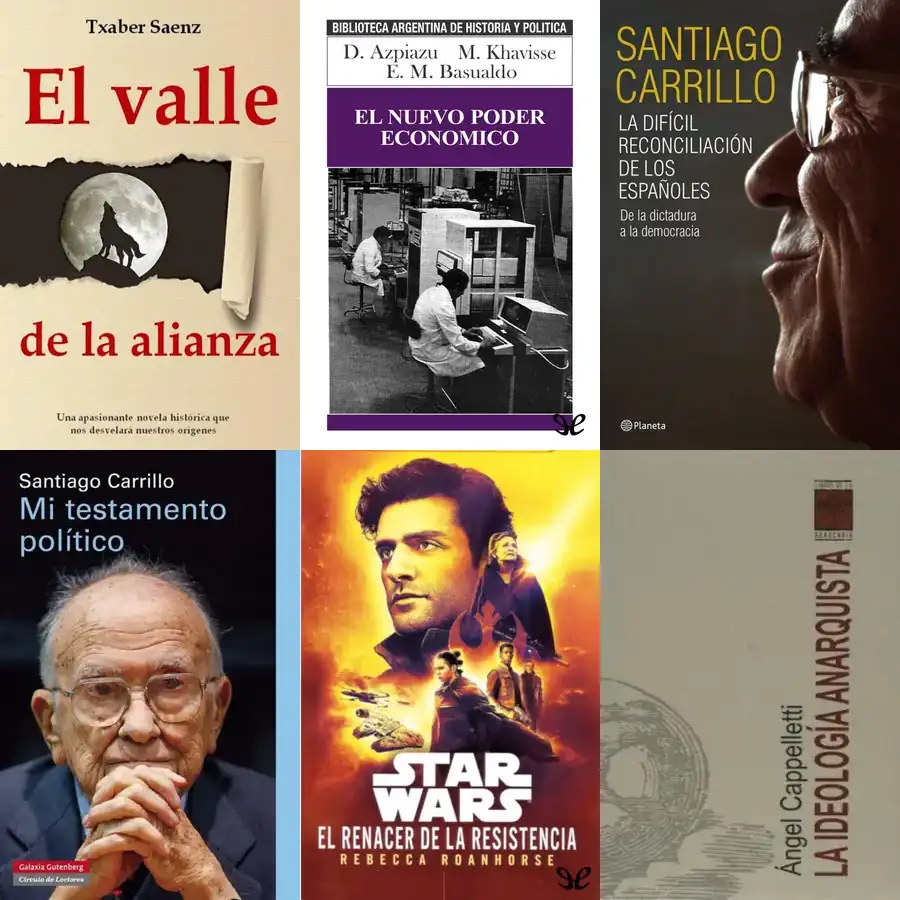 Txaber Saenz
El valle
de la alianza
Una apasionante novela histórica que
nos desvelará nuestros orígenes
BIBLIOTECA ARGENTINA DE HISTORIA Y POLITICA
D. Azpiazu M. Khavisse
E. M. Basualdo
EL NUEVO PODER
ECONOMICO
SANTIAGO
CARRILLO
LA DIFÍCIL
RECONCILIACIÓN
DE LOS
ESPAÑOLES
De la dictadura
a la democracia
Planeta
Santiago Carrillo
Mi testamento
político
Galaxia Gutenberg
Círculo de Lectores
STAR
WARS
EL RENACER DE LA RESISTENCIA
REBECCA ROANHORSE
Ángel Cappelletti
LA IDEOLOGÍA ANARQUISTA